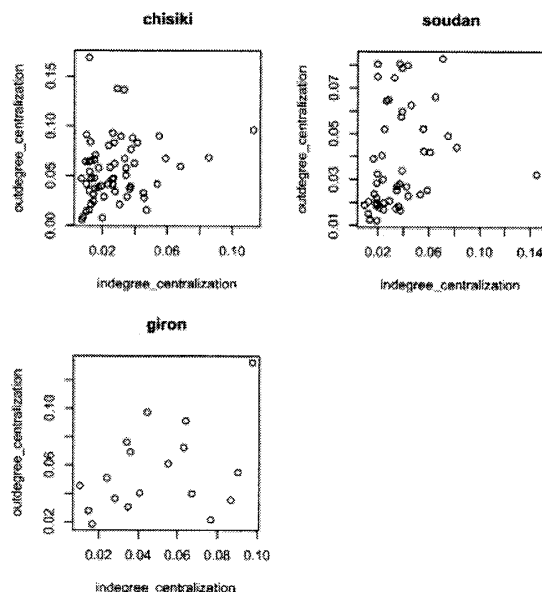 chisiki
outdegree_centralization
0.15
0.10
0.05
0.00
0.02
0.06
0.10
indegree_centralization
soudan
outdegree_centralization
0.07
0.05
0.03
0.01
0.02
0.06
0.10
0.14
indegree_centralization
giron
outdegree_centralization
0.10
0.06
0.02
0.02
0.04
0.06
0.08
0.10
indegree_centralization